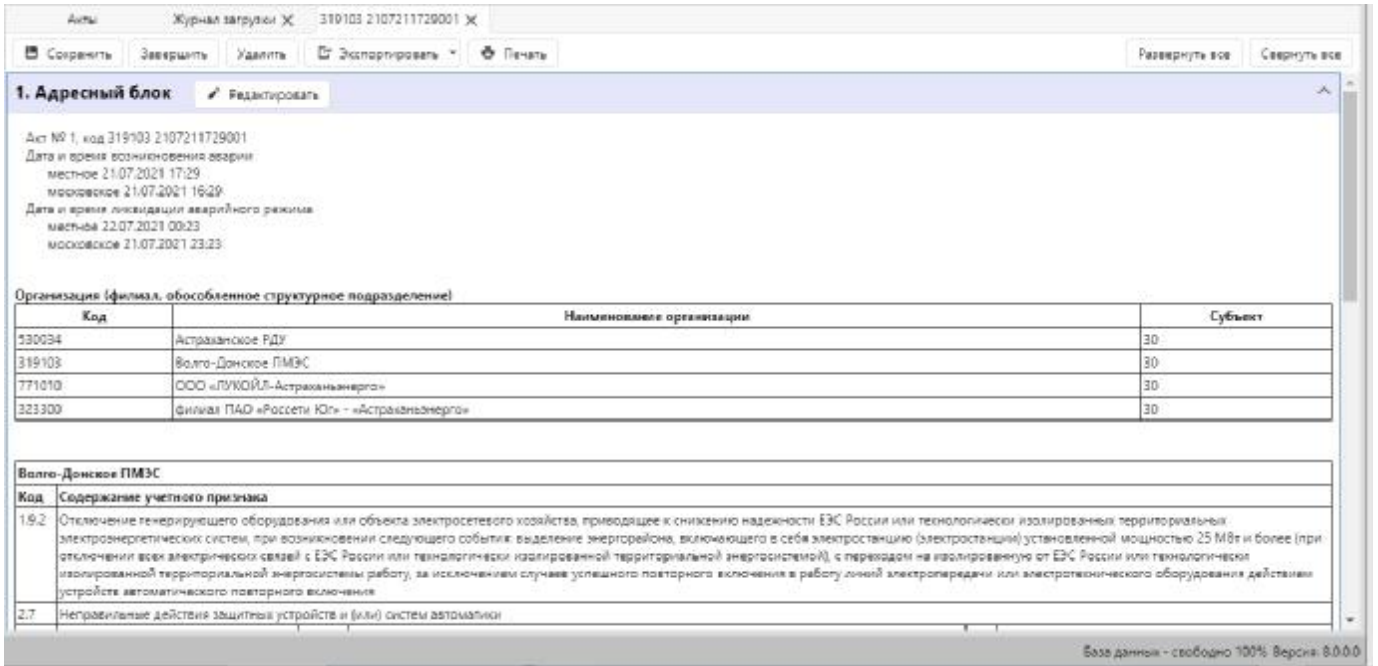 Акты Журнал загрузки 319103 2107211729001
Сохранить Завершить Удалить Экспортировать Печать Развернуть все Свернуть все
1. Адресный блок Редактировать
Акт № 1, код 319103 2107211729001
Дата и время возникновения аварии
местное 21.07.2021 17:29
московское 21.07.2021 16:29
Дата и время ликвидации аварийного режима
местное 22.07.2021 00:23
московское 21.07.2021 23:23
Организация (филиал, обособленное структурное подразделение)
Код Наименование организации Субъект
530034 Астраханское РДУ 30
319103 Волго-Донское ПМЭС 30
771010 ООО «ЛУКОЙЛ-Астраханьэнерго» 30
323300 филиал ПАО «Россети Юг» - «Астраханьэнерго» 30
Волго-Донское ПМЭС
Код Содержание учетного признака
1.9.2 Отключение генерирующего оборудования или объекта электросетевого хозяйства, приводящее к снижению надежности ЕЭС России или технологически изолированных территориальных
электроэнергетических систем, при возникновении следующего события: выделение энергорайона, включающего в себя электростанцию (электростанции) установленной мощностью 25 МВт и более (при
отключении всех электрических связей с ЕЭС России или технологически изолированной территориальной энергосистемой), с переходом на изолированную от ЕЭС России или технологически
изолированной территориальной энергосистемы работу, за исключением случаев успешного повторного включения в работу линий электропередачи или электротехнического оборудования действием
устройств автоматического повторного включения
2.7 Неправильные действия защитных устройств и (или) систем автоматики
База данных - свободно 100% Версия: 8.0.0.0